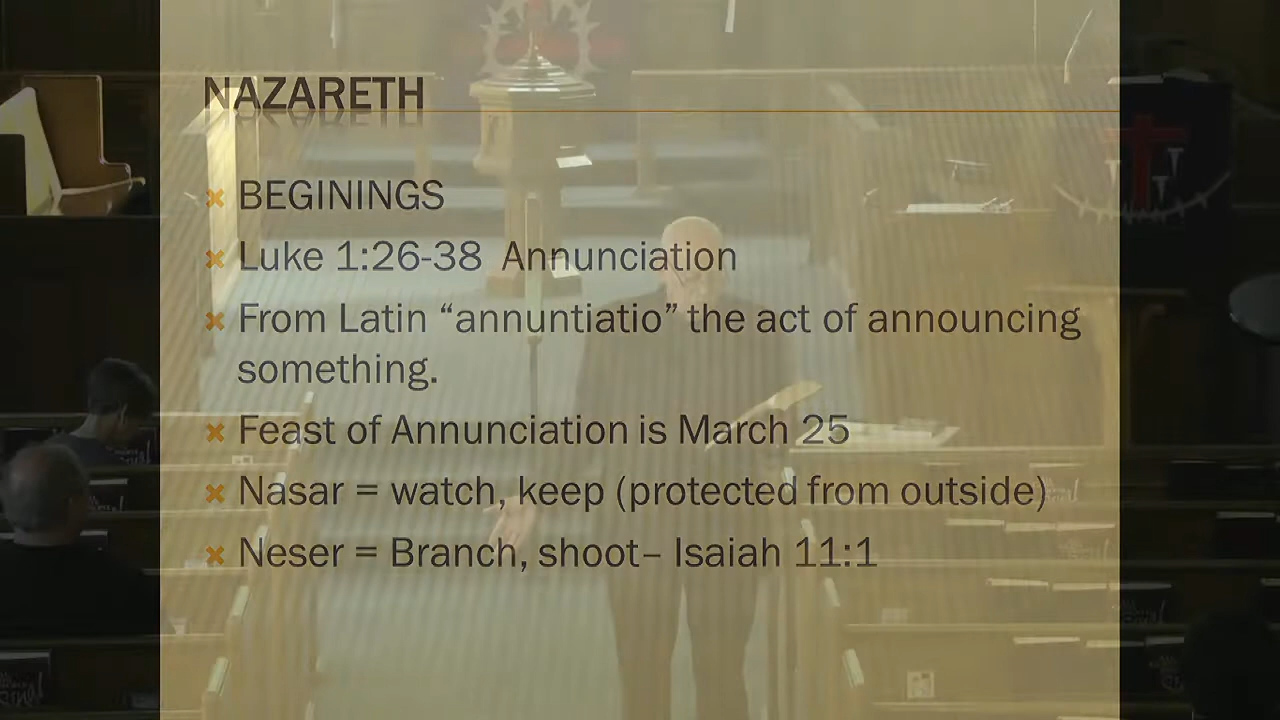 NAZARETH
BEGININGS
Luke 1:26-38 Annunciation
From Latin “annuntiatio” the act of announcing
something.
Feast of Annunciation is March 25
Nasar = watch, keep (protected from outside)
Neser = Branch, shoot– Isaiah 11:1